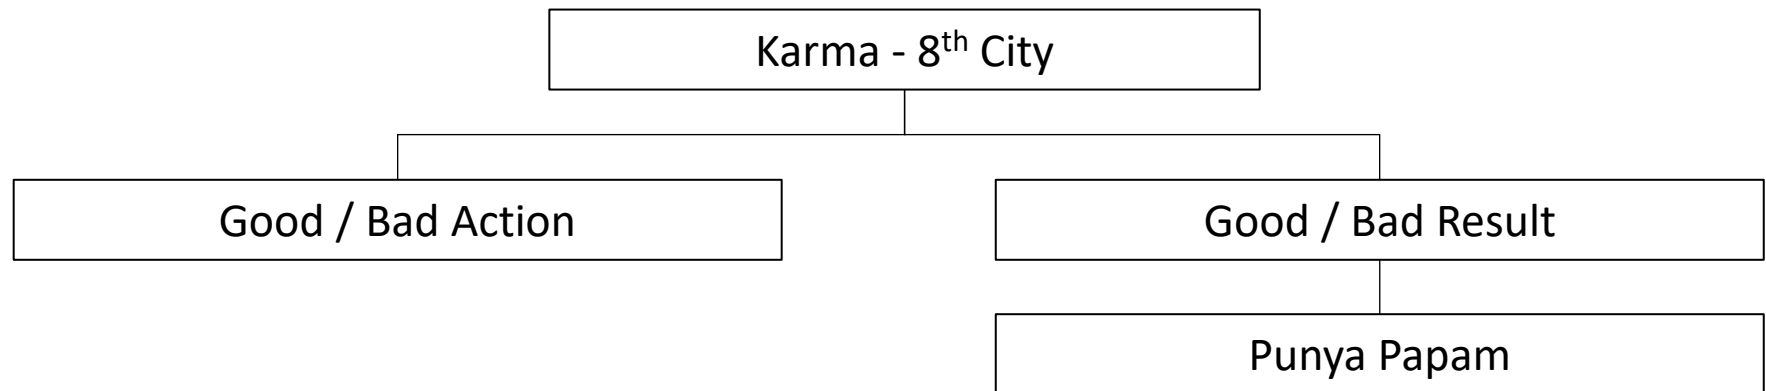 Karma - 8th City
Good / Bad Action
Good / Bad Result
Punya Papam